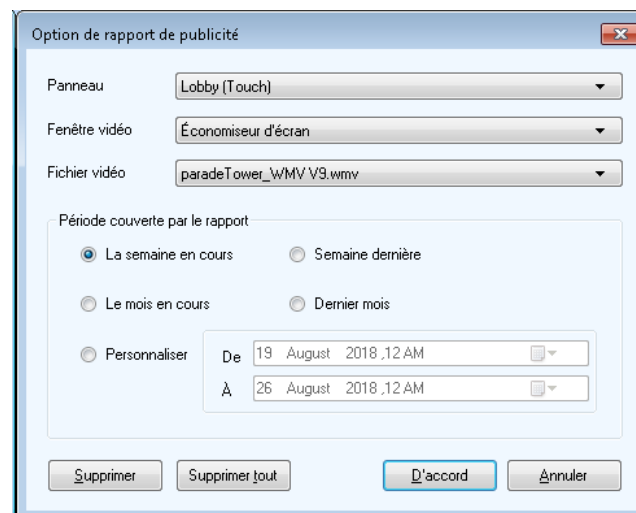 Option de rapport de publicité
Panneau Lobby (Touch)
Fenêtre vidéo Économiseur d'écran
Fichier vidéo paradeTower_WMV V9.wmv
Période couverte par le rapport
La semaine en cours Semaine dernière
Le mois en cours Dernier mois
Personnaliser De 19 August 2018 ,12 AM
À 26 August 2018 ,12 AM
Supprimer Supprimer tout D'accord Annuler